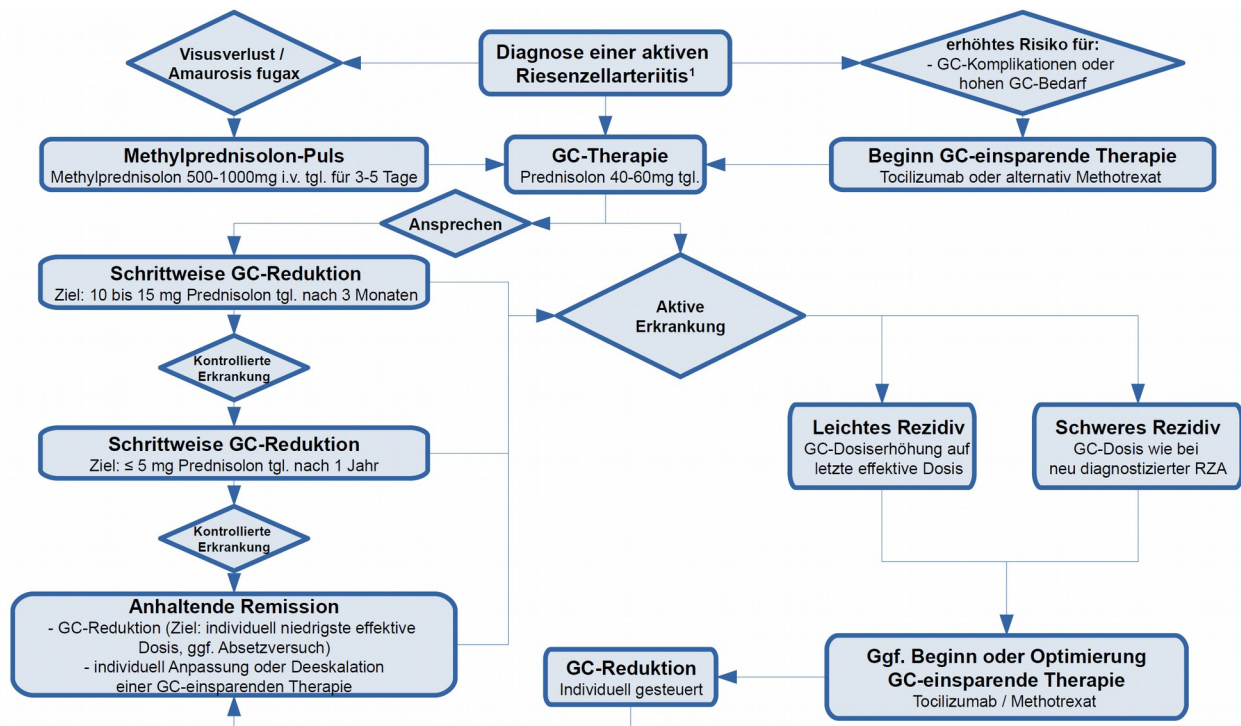 Visusverlust /
Amaurosis fugax
Diagnose einer aktiven
Riesenzellarteriitis¹
erhöhtes Risiko für:
- GC-Komplikationen oder
hohen GC-Bedarf
Methylprednisolon-Puls
Methylprednisolon 500-1000mg i.v. tgl. für 3-5 Tage
GC-Therapie
Prednisolon 40-60mg tgl.
Beginn GC-einsparende Therapie
Tocilizumab oder alternativ Methotrexat
Ansprechen
Schrittweise GC-Reduktion
Ziel: 10 bis 15 mg Prednisolon tgl. nach 3 Monaten
Aktive
Erkrankung
Kontrollierte
Erkrankung
Schrittweise GC-Reduktion
Ziel: ≤ 5 mg Prednisolon tgl. nach 1 Jahr
Leichtes Rezidiv
GC-Dosiserhöhung auf
letzte effektive Dosis
Schweres Rezidiv
GC-Dosis wie bei
neu diagnostizierter RZA
Kontrollierte
Erkrankung
Anhaltende Remission
- GC-Reduktion (Ziel: individuell niedrigste effektive
Dosis, ggf. Absetzversuch)
- individuell Anpassung oder Deeskalation
einer GC-einsparenden Therapie
GC-Reduktion
Individuell gesteuert
Ggf. Beginn oder Optimierung
GC-einsparende Therapie
Tocilizumab / Methotrexat